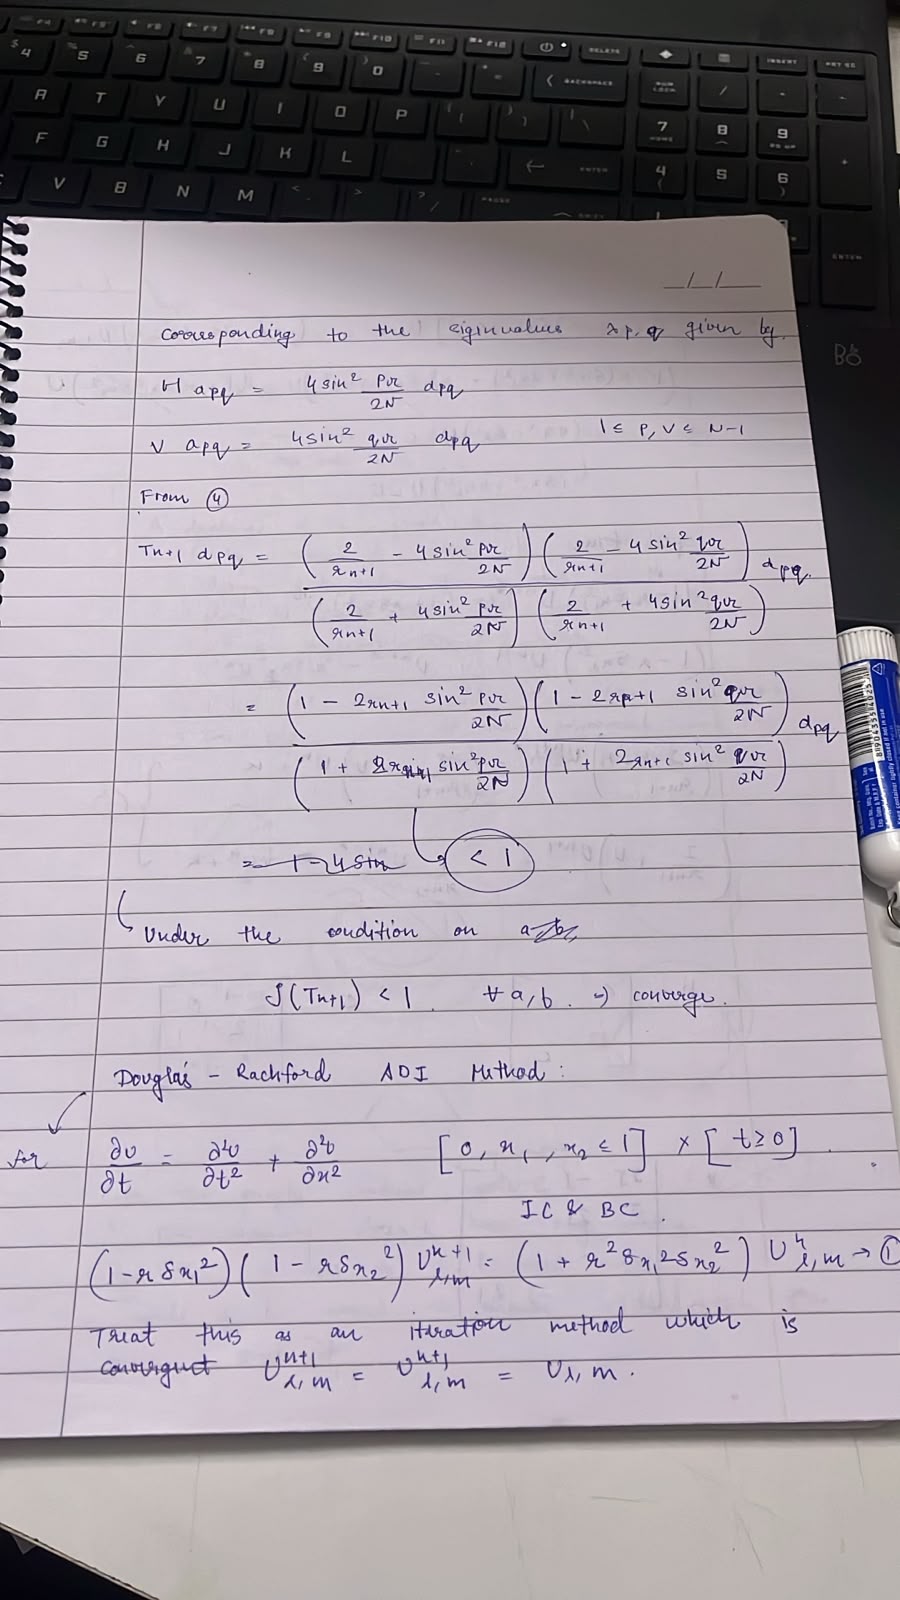 corresponding to the eiginvalues λ p,q given by
H αpq = 4 sin² pπ/2N αpq
V αpq = 4 sin² qπ/2N αpq 1 ≤ p, V ≤ N-1
From ④
Tn+1 αpq = (2/rn+1 - 4 sin² pπ/2N) (2/rn+1 - 4 sin² qπ/2N) αpq
(2/rn+1 + 4 sin² pπ/2N) (2/rn+1 + 4 sin² qπ/2N)
= (1 - 2rn+1 sin² pπ/2N) (1 - 2rn+1 sin² qπ/2N) αpq
(1 + 2rn+1 sin² pπ/2N) (1 + 2rn+1 sin² qπ/2N)
= 1 - 4 sin < 1
Under the condition on a b
ρ(Tn+1) < 1. ∀ a, b. ⇒ converge.
Douglas - Rachford ADI Method :
for ∂u/∂t = ∂²u/∂t² + ∂²u/∂x² [0, x₁, x₂ ≤ 1] × [t ≥ 0]
IC & BC.
(1 - r δx₁²) (1 - r δx₂²) U^n+1 l,m = (1 + r² δx₁² δx₂²) U^n l,m → ①
Treat this as an iteration method which is
convergent U^n+1 l,m = U^n+1 l,m = U l, m.